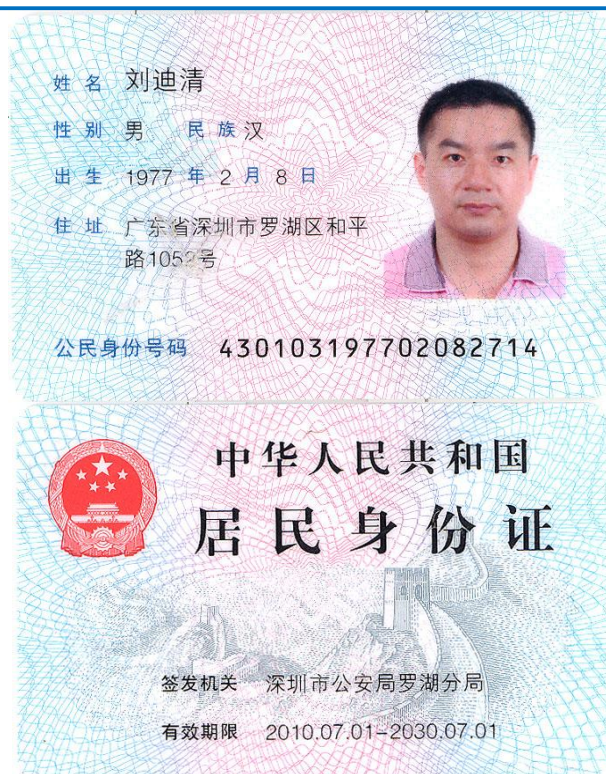 姓名 刘迪清
性别 男 民族 汉
出生 1977 年 2 月 8 日
住址 广东省深圳市罗湖区和平
路1052号
公民身份号码 430103197702082714
中华人民共和国
居民身份证
签发机关 深圳市公安局罗湖分局
有效期限 2010.07.01-2030.07.01